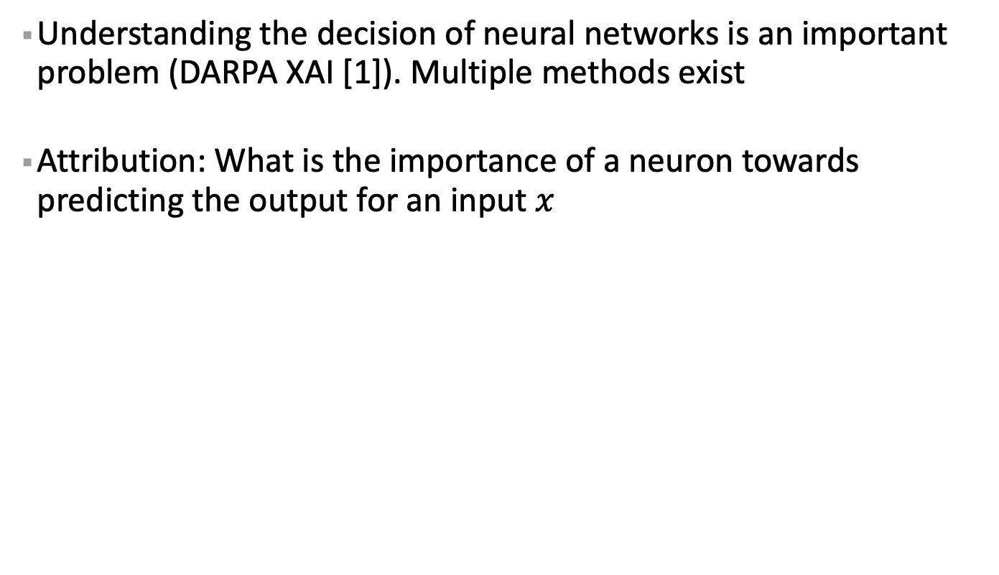 ▪Understanding the decision of neural networks is an important
problem (DARPA XAI [1]). Multiple methods exist
▪Attribution: What is the importance of a neuron towards
predicting the output for an input 𝑥